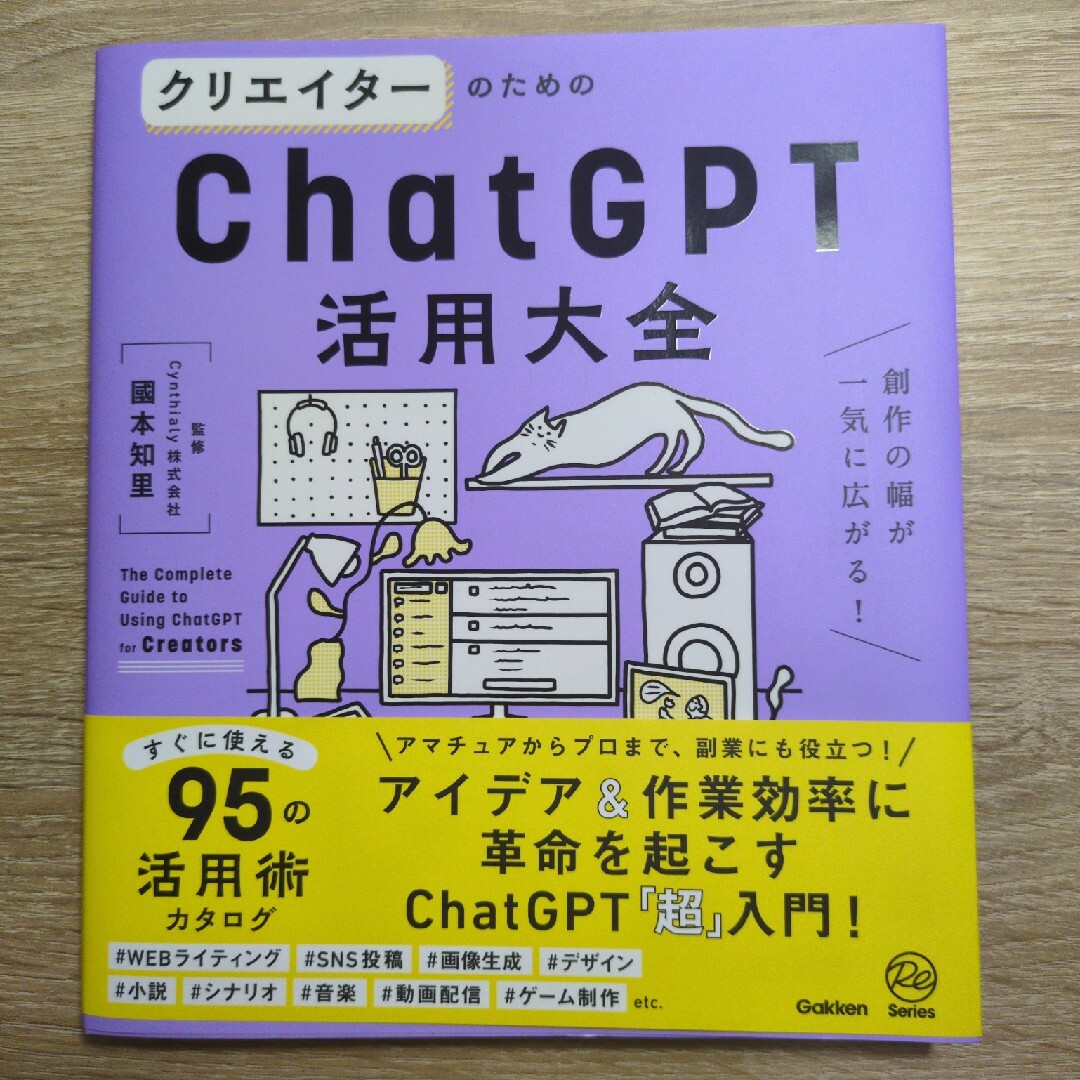 クリエイターのための
ChatGPT
活用大全
監修
Cynthialy株式会社
國本知里
創作の幅が
一気に広がる！
The Complete
Guide to
Using ChatGPT
for Creators
すぐに使える
95の
活用術
カタログ
アマチュアからプロまで、副業にも役立つ！
アイデア&作業効率に
革命を起こす
ChatGPT「超」入門！
#WEBライティング #SNS投稿 #画像生成 #デザイン
#小説 #シナリオ #音楽 #動画配信 #ゲーム制作 etc.
Gakken
Re
Series